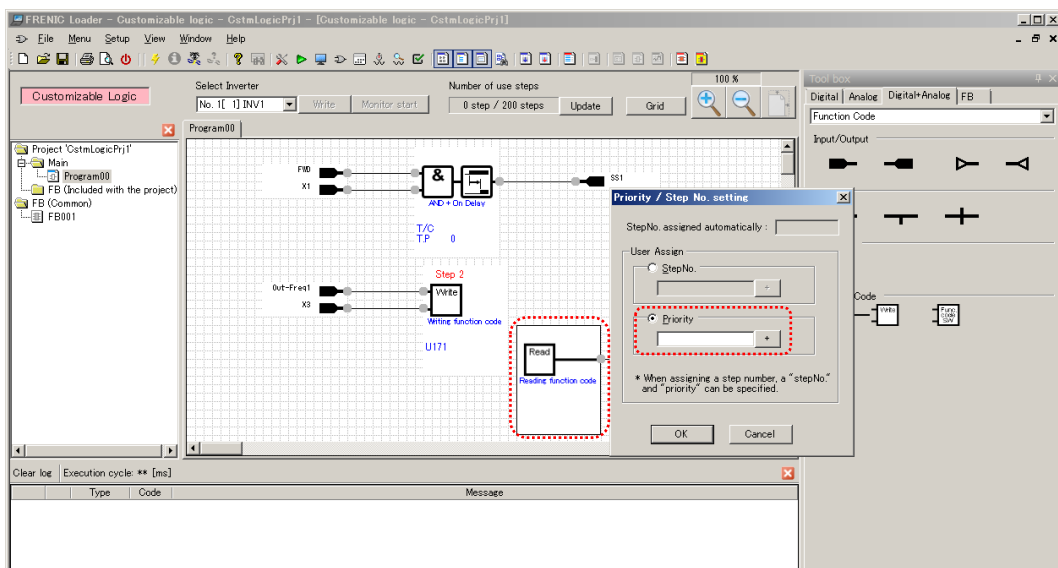 FRENIC Loader - Customizable logic - CstmLogicPrj1 - [Customizable logic - CstmLogicPrj1]
File Menu Setup View Window Help
Customizable Logic
Select Inverter
No. 1[ 1] INV1
Write
Monitor start
Number of use steps
0 step / 200 steps
Update
Grid
100 %
Tool box
Digital
Analog
Digital+Analog
FB
Function Code
Input/Output
Code
Write
Func code SW
Project 'CstmLogicPrj1'
Main
Program00
FB (Included with the project)
FB (Common)
FB001
Program00
FWD
X1
&
AND + On Delay
SS1
T/C
T.P 0
Step 2
Out-Freq1
X3
Write
Writing function code
U171
Read
Reading function code
Priority / Step No. setting
StepNo. assigned automatically :
User Assign
StepNo.
+
Priority
+
* When assigning a step number, a "stepNo."
and "priority" can be specified.
OK
Cancel
Clear log
Execution cycle: ** [ms]
Type
Code
Message